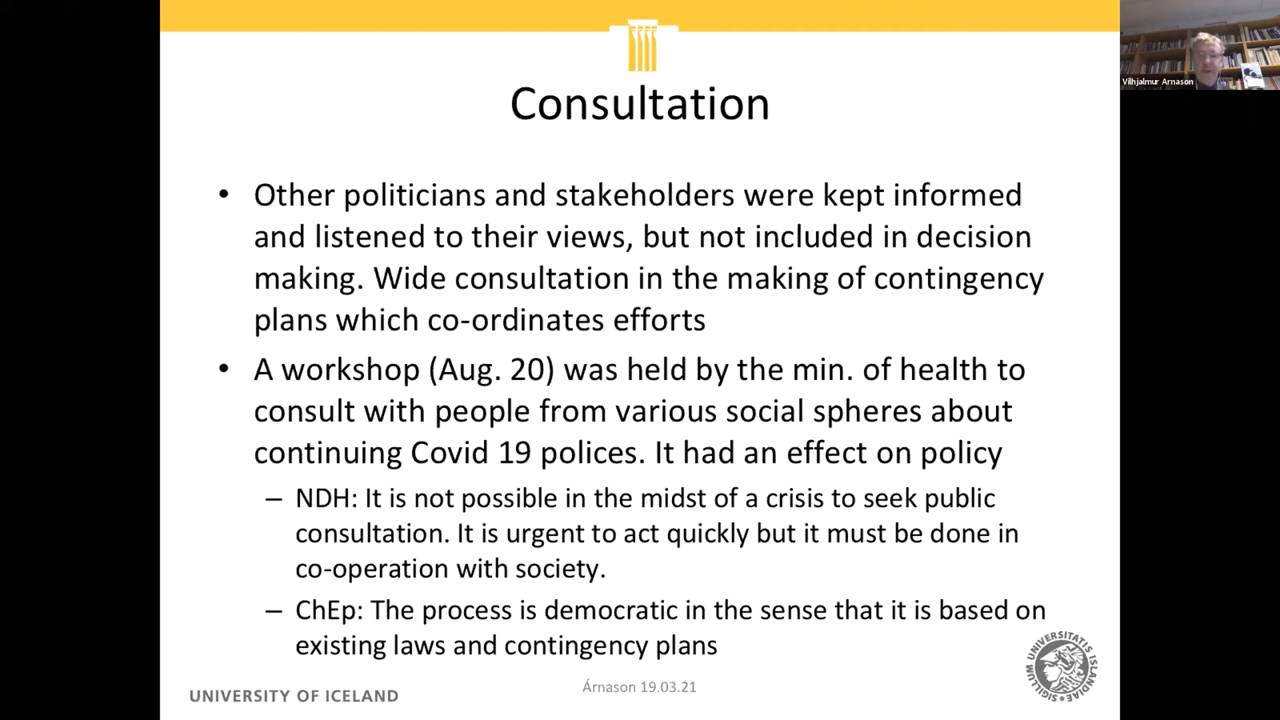 Vilhjalmur Arnason
Consultation
• Other politicians and stakeholders were kept informed
and listened to their views, but not included in decision
making. Wide consultation in the making of contingency
plans which co-ordinates efforts
• A workshop (Aug. 20) was held by the min. of health to
consult with people from various social spheres about
continuing Covid 19 polices. It had an effect on policy
– NDH: It is not possible in the midst of a crisis to seek public
consultation. It is urgent to act quickly but it must be done in
co-operation with society.
– ChEp: The process is democratic in the sense that it is based on
existing laws and contingency plans
UNIVERSITY OF ICELAND
Árnason 19.03.21
SIGILLUM UNIVERSITATIS ISLANDIAE